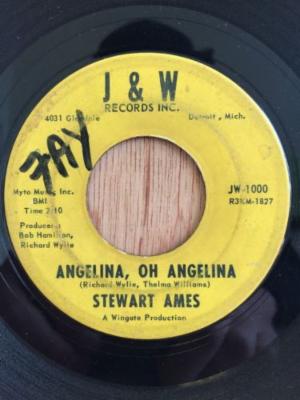 J & W
RECORDS INC.
4031 Glendale
Detroit, Mich.
FAY
Myto Music, Inc.
BMI
Time 2:10
Producers:
Bob Hamilton,
Richard Wylie
JW-1000
R3KM-1827
ANGELINA, OH ANGELINA
(Richard Wylie, Thelma Williams)
STEWART AMES
A Wingate Production